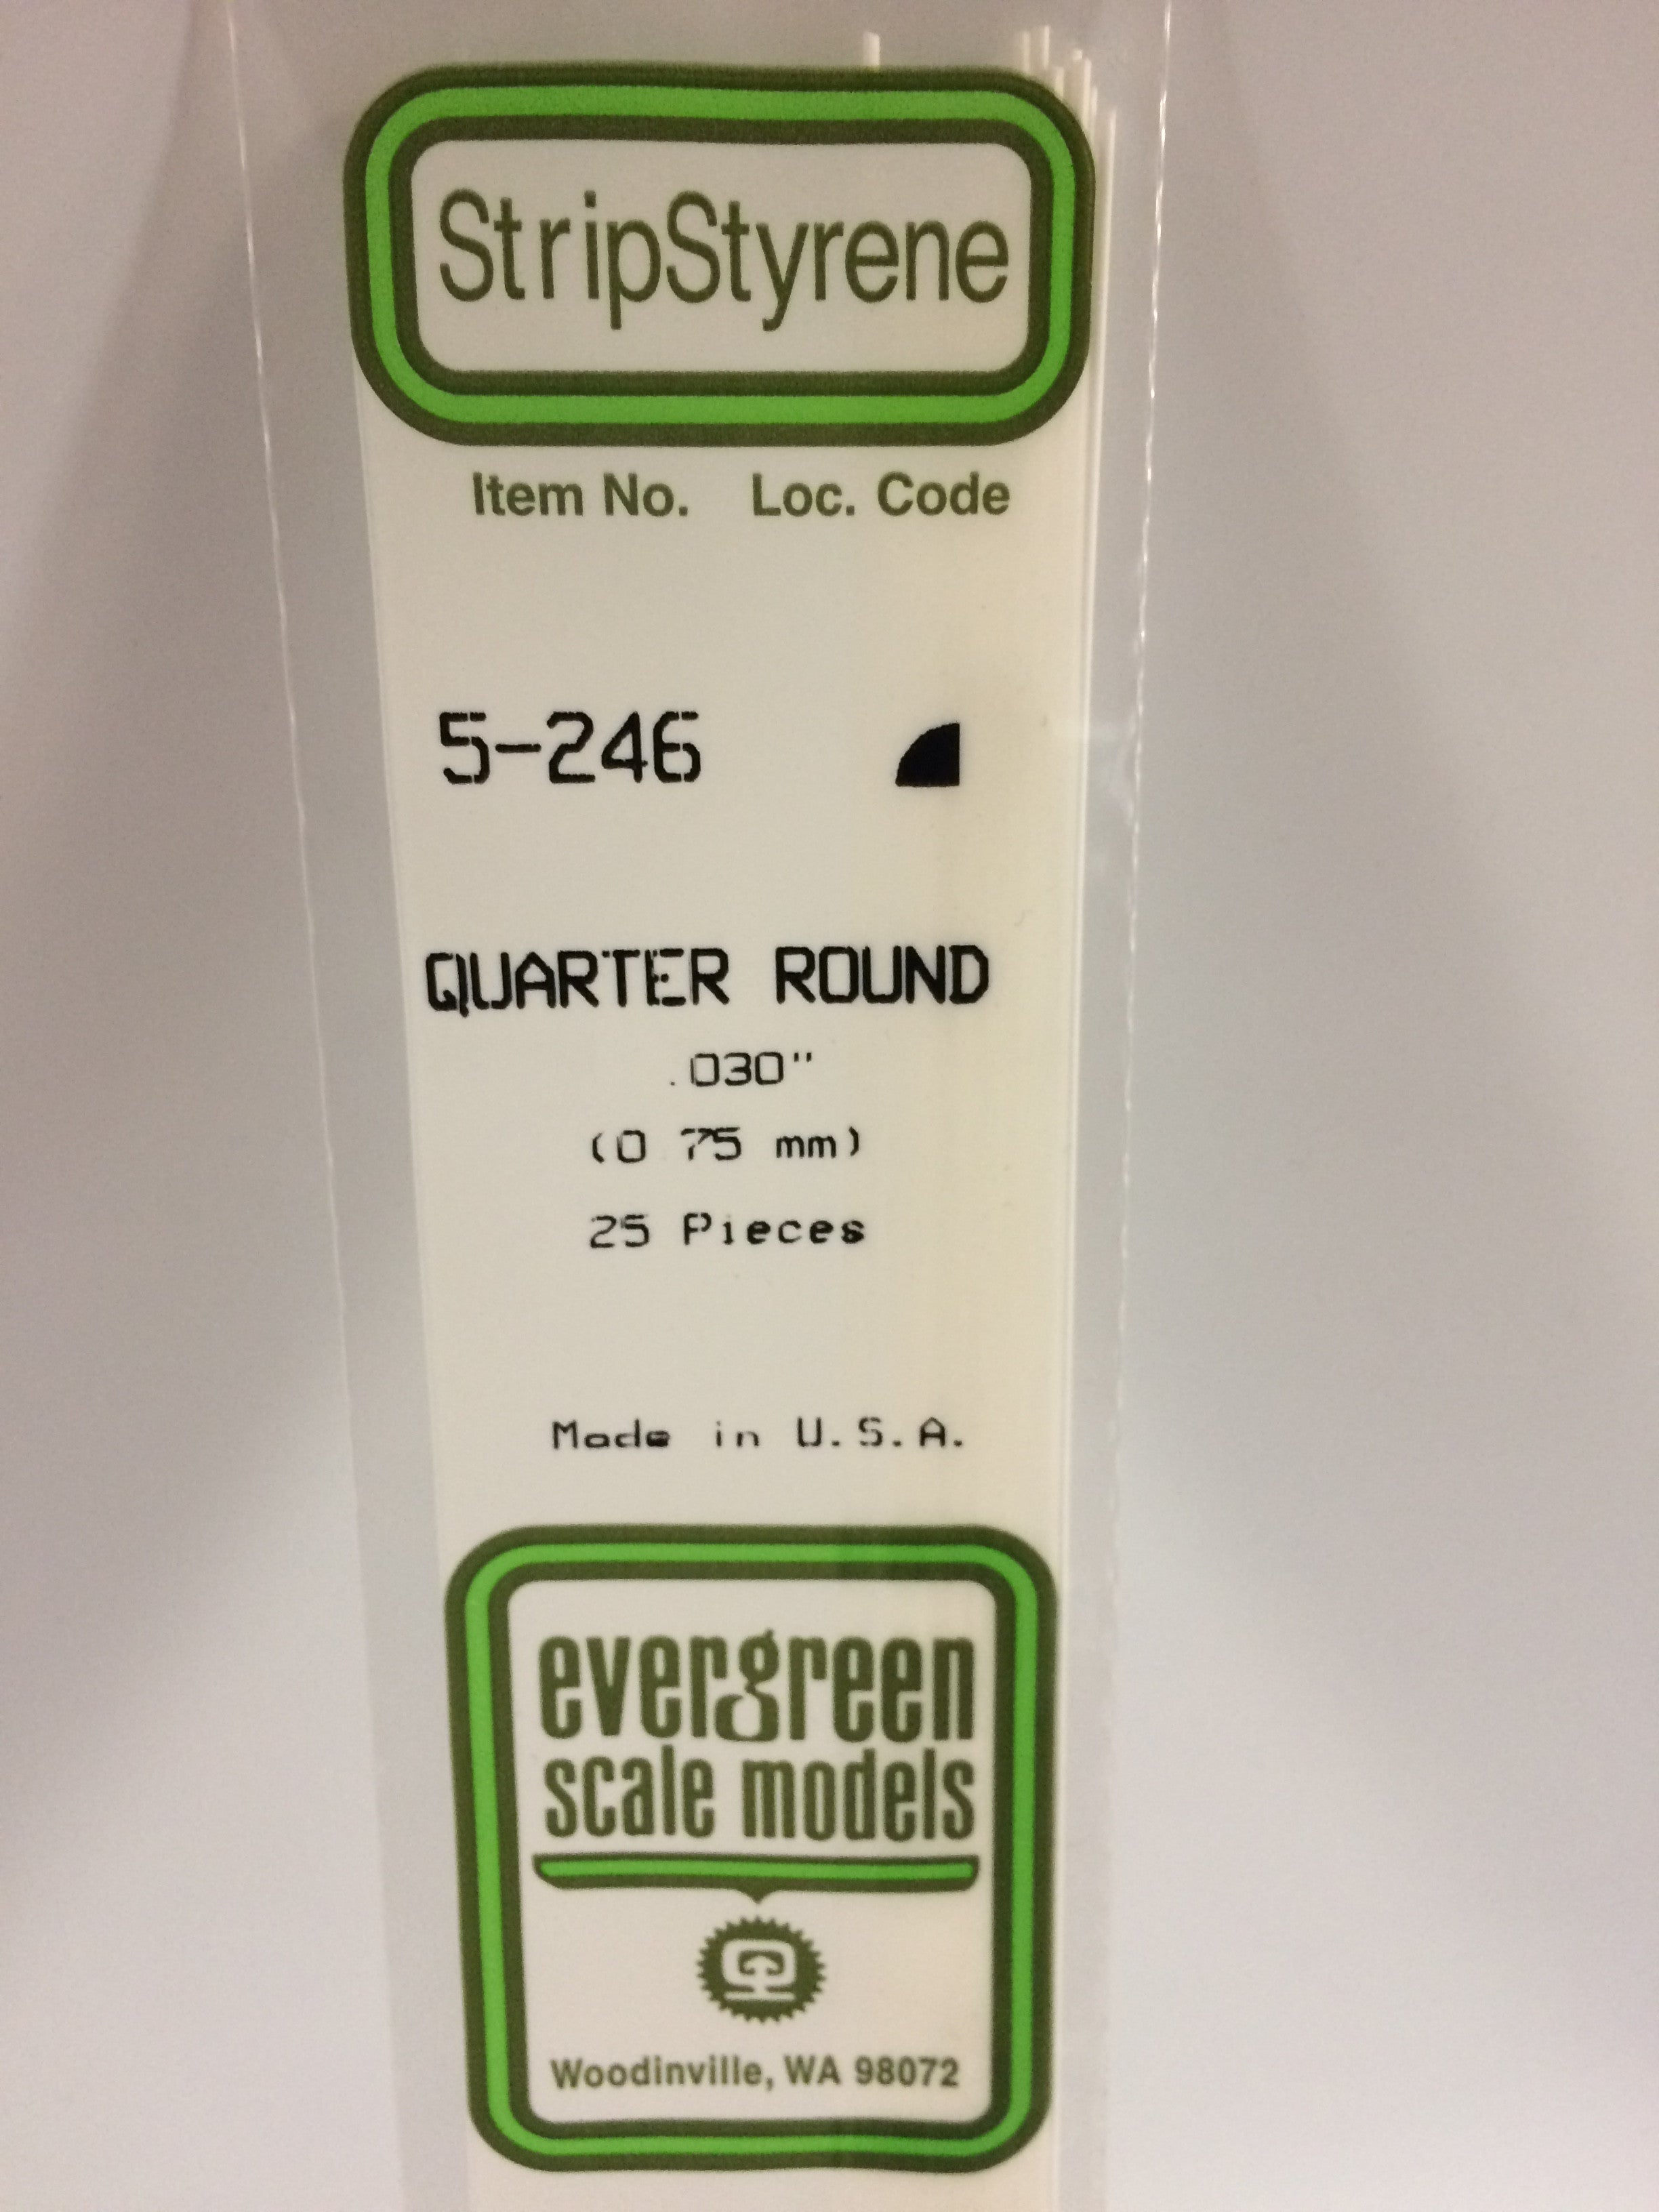 StripStyrene
Item No. Loc. Code
5-246
QUARTER ROUND
.030"
(0 75 mm)
25 Pieces
Made in U.S.A.
evergreen
scale models
Woodinville, WA 98072